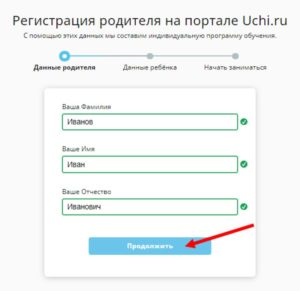 Регистрация родителя на портале Uchi.ru
С помощью этих данных мы составим индивидуальную программу обучения.
Данные родителя Данные ребёнка Начать заниматься
Ваша Фамилия
Иванов
Ваше Имя
Иван
Ваше Отчество
Иванович
Продолжить